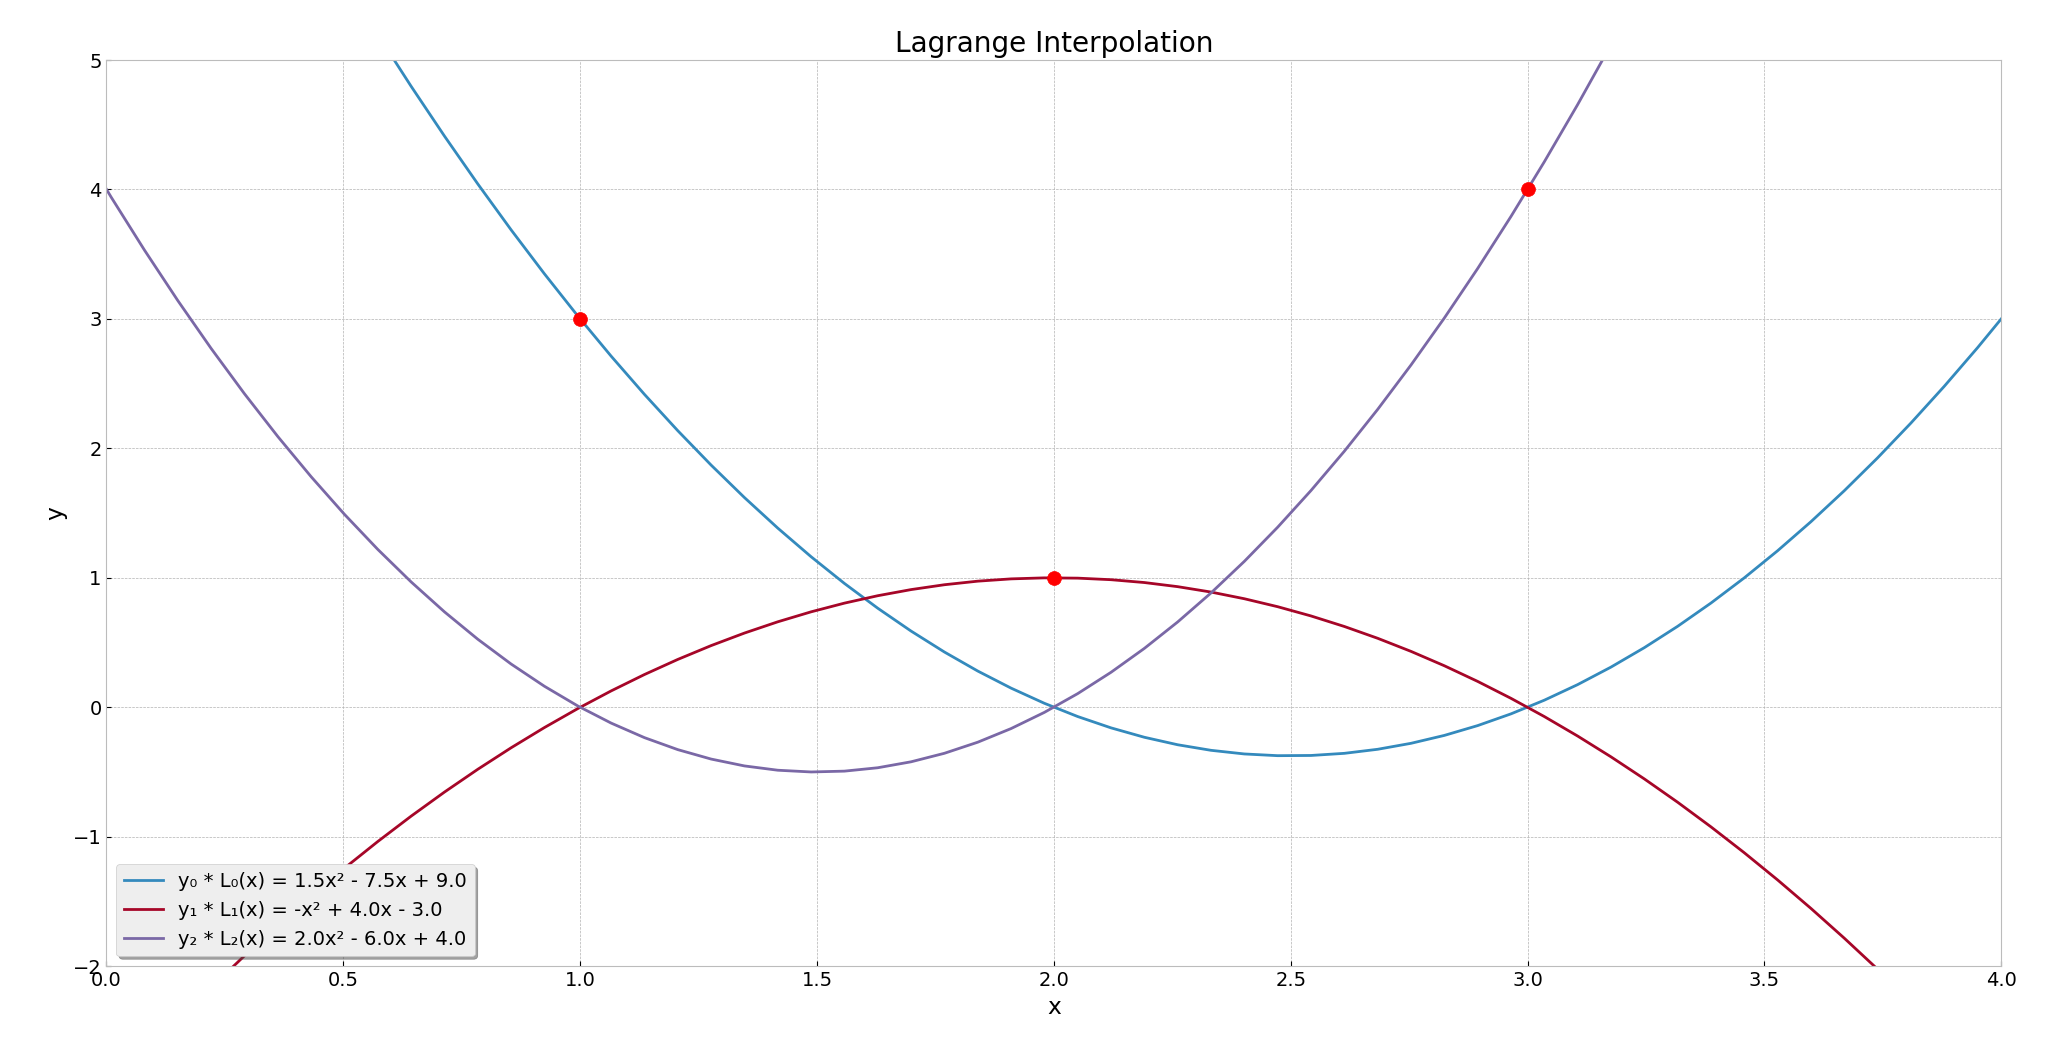 Lagrange Interpolation
5
4
3
2
1
0
−1
−2
y
y₀ * L₀(x) = 1.5x² - 7.5x + 9.0
y₁ * L₁(x) = -x² + 4.0x - 3.0
y₂ * L₂(x) = 2.0x² - 6.0x + 4.0
0.0 0.5 1.0 1.5 2.0 2.5 3.0 3.5 4.0
x